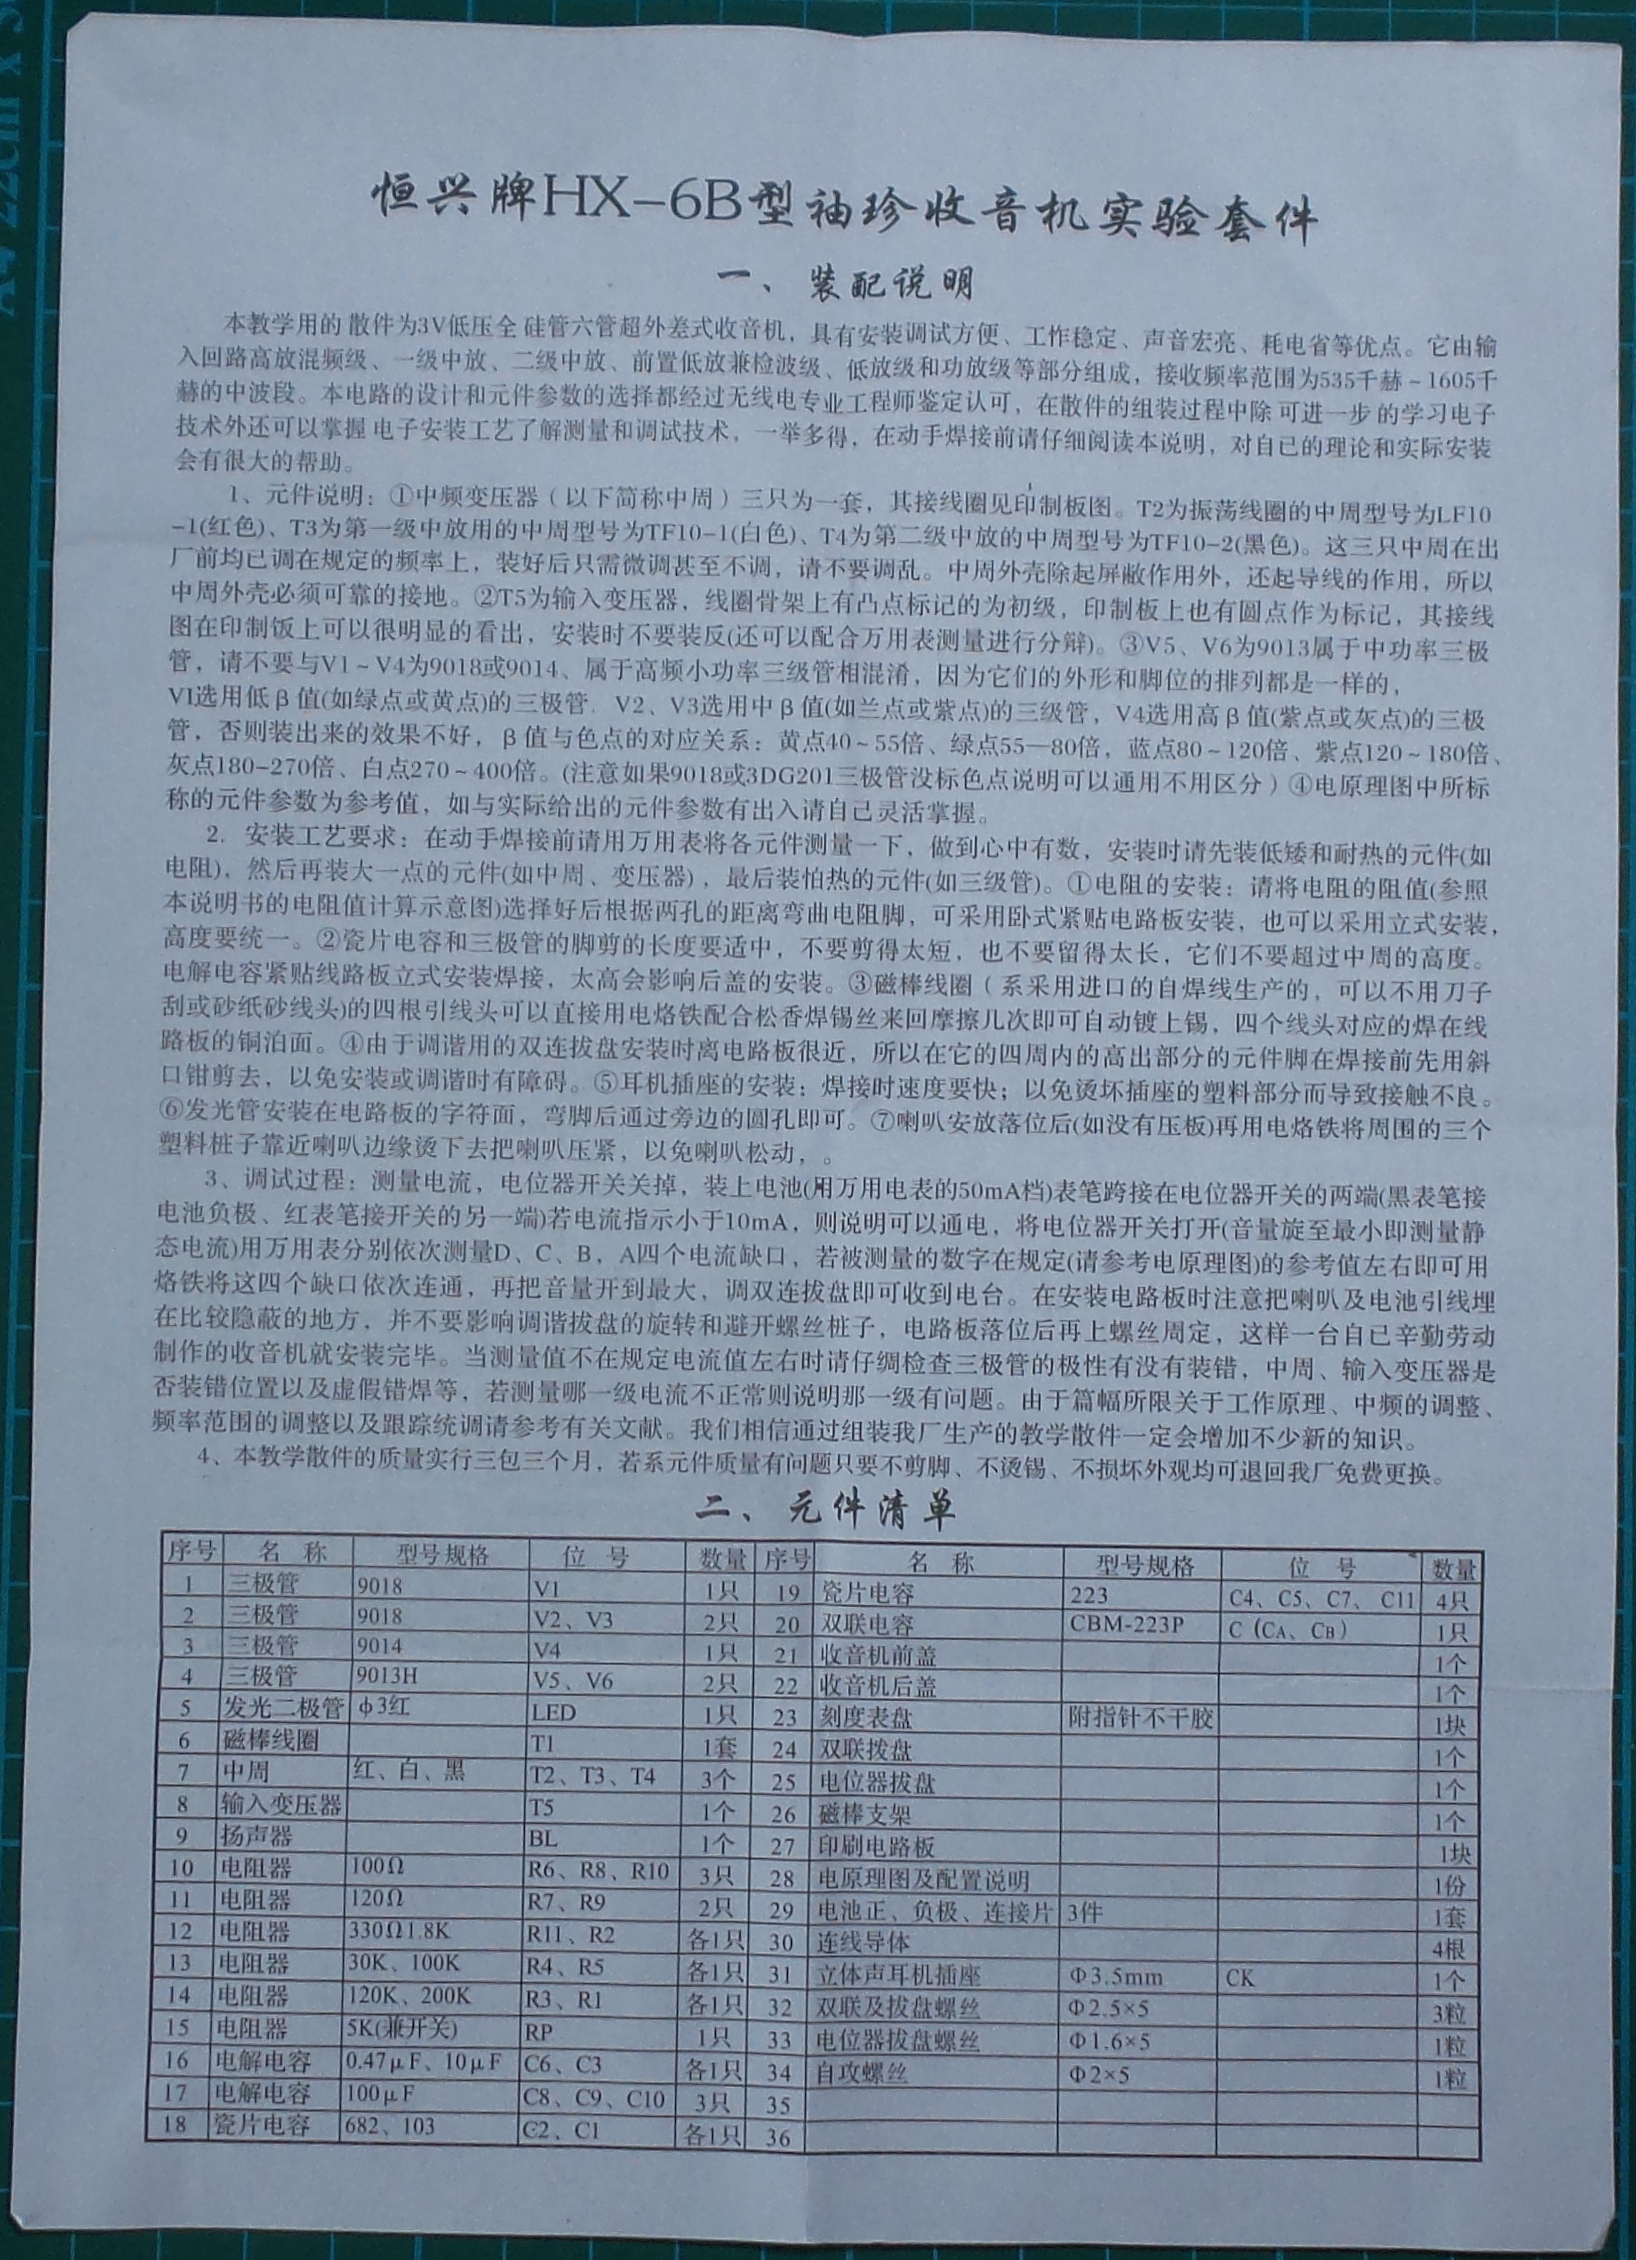 恒兴牌HX-6B型袖珍收音机实验套件
一、装配说明
本教学用的散件为3V低压全硅管六管超外差式收音机，具有安装调试方便、工作稳定、声音宏亮、耗电省等优点。它由输
入回路高放混频级、一级中放、二级中放、前置低放兼检波级、低放级和功放级等部分组成，接收频率范围为535千赫~1605千
赫的中波段。本电路的设计和元件参数的选择都经过无线电专业工程师鉴定认可，在散件的组装过程中除可进一步的学习电子
技术外还可以掌握电子安装工艺了解测量和调试技术，一举多得，在动手焊接前请仔细阅读本说明，对自已的理论和实际安装
会有很大的帮助。
1、元件说明：①中频变压器（以下简称中周）三只为一套，其接线圈见印制板图。T2为振荡线圈的中周型号为LF10
-1(红色)、T3为第一级中放用的中周型号为TF10-1(白色)、T4为第二级中放的中周型号为TF10-2(黑色)。这三只中周在出
厂前均已调在规定的频率上，装好后只需微调甚至不调，请不要调乱。中周外壳除起屏敝作用外，还起导线的作用，所以
中周外壳必须可靠的接地。②T5为输入变压器，线圈骨架上有凸点标记的为初级，印制板上也有圆点作为标记，其接线
图在印制饭上可以很明显的看出，安装时不要装反(还可以配合万用表测量进行分辩)。③V5、V6为9013属于中功率三极
管，请不要与V1~V4为9018或9014、属于高频小功率三级管相混淆，因为它们的外形和脚位的排列都是一样的，
VI选用低β值(如绿点或黄点)的三极管．V2、V3选用中β值(如兰点或紫点)的三级管，V4选用高β值(紫点或灰点)的三极
管，否则装出来的效果不好，β值与色点的对应关系：黄点40~55倍、绿点55—80倍，蓝点80~120倍、紫点120~180倍、
灰点180-270倍、白点270~400倍。(注意如果9018或3DG201三极管没标色点说明可以通用不用区分）④电原理图中所标
称的元件参数为参考值，如与实际给出的元件参数有出入请自己灵活掌握。
2．安装工艺要求：在动手焊接前请用万用表将各元件测量一下，做到心中有数，安装时请先装低矮和耐热的元件(如
电阻)，然后再装大一点的元件(如中周、变压器)，最后装怕热的元件(如三级管)。①电阻的安装：请将电阻的阻值(参照
本说明书的电阻值计算示意图)选择好后根据两孔的距离弯曲电阻脚，可采用卧式紧贴电路板安装，也可以采用立式安装，
高度要统一。②瓷片电容和三极管的脚剪的长度要适中，不要剪得太短，也不要留得太长，它们不要超过中周的高度。
电解电容紧贴线路板立式安装焊接，太高会影响后盖的安装。③磁棒线圈（系采用进口的自焊线生产的，可以不用刀子
刮或砂纸砂线头)的四根引线头可以直接用电烙铁配合松香焊锡丝来回摩擦几次即可自动镀上锡，四个线头对应的焊在线
路板的铜泊面。④由于调谐用的双连拔盘安装时离电路板很近，所以在它的四周内的高出部分的元件脚在焊接前先用斜
口钳剪去，以免安装或调谐时有障碍。⑤耳机插座的安装：焊接时速度要快；以免烫坏插座的塑料部分而导致接触不良。
⑥发光管安装在电路板的字符面，弯脚后通过旁边的圆孔即可。⑦喇叭安放落位后(如没有压板)再用电烙铁将周围的三个
塑料桩子靠近喇叭边缘烫下去把喇叭压紧，以免喇叭松动，。
3、调试过程：测量电流，电位器开关关掉，装上电池(用万用电表的50mA档)表笔跨接在电位器开关的两端(黑表笔接
电池负极、红表笔接开关的另一端)若电流指示小于10mA，则说明可以通电，将电位器开关打开(音量旋至最小即测量静
态电流)用万用表分别依次测量D、C、B，A四个电流缺口，若被测量的数字在规定(请参考电原理图)的参考值左右即可用
烙铁将这四个缺口依次连通，再把音量开到最大，调双连拔盘即可收到电台。在安装电路板时注意把喇叭及电池引线埋
在比较隐蔽的地方，并不要影响调谐拔盘的旋转和避开螺丝桩子，电路板落位后再上螺丝周定，这样一台自已辛勤劳动
制作的收音机就安装完毕。当测量值不在规定电流值左右时请仔绸检查三极管的极性有没有装错，中周、输入变压器是
否装错位置以及虚假错焊等，若测量哪一级电流不正常则说明那一级有问题。由于篇幅所限关于工作原理、中频的调整、
频率范围的调整以及跟踪统调请参考有关文献。我们相信通过组装我厂生产的教学散件一定会增加不少新的知识。
4、本教学散件的质量实行三包三个月，若系元件质量有问题只要不剪脚、不烫锡、不损坏外观均可退回我厂免费更换。
二、元件清单
序号 名称 型号规格 位号 数量 序号 名称 型号规格 位号 数量
1 三极管 9018 V1 1只 19 瓷片电容 223 C4、C5、C7、C11 4只
2 三极管 9018 V2、V3 2只 20 双联电容 CBM-223P C（CA、CB） 1只
3 三极管 9014 V4 1只 21 收音机前盖 1个
4 三极管 9013H V5、V6 2只 22 收音机后盖 1个
5 发光二极管 φ3红 LED 1只 23 刻度表盘 附指针不干胶 1块
6 磁棒线圈 T1 1套 24 双联拨盘 1个
7 中周 红、白、黑 T2、T3、T4 3个 25 电位器拔盘 1个
8 输入变压器 T5 1个 26 磁棒支架 1个
9 扬声器 BL 1个 27 印刷电路板 1块
10 电阻器 100Ω R6、R8、R10 3只 28 电原理图及配置说明 1份
11 电阻器 120Ω R7、R9 2只 29 电池正、负极、连接片 3件 1套
12 电阻器 330Ω1.8K R11、R2 各1只 30 连线导体 4根
13 电阻器 30K、100K R4、R5 各1只 31 立体声耳机插座 Φ3.5mm CK 1个
14 电阻器 120K、200K R3、R1 各1只 32 双联及拔盘螺丝 Φ2.5×5 3粒
15 电阻器 5K(兼开关) RP 1只 33 电位器拔盘螺丝 Φ1.6×5 1粒
16 电解电容 0.47μF、10μF C6、C3 各1只 34 自攻螺丝 Φ2×5 1粒
17 电解电容 100μF C8、C9、C10 3只 35
18 瓷片电容 682、103 C2、C1 各1只 36